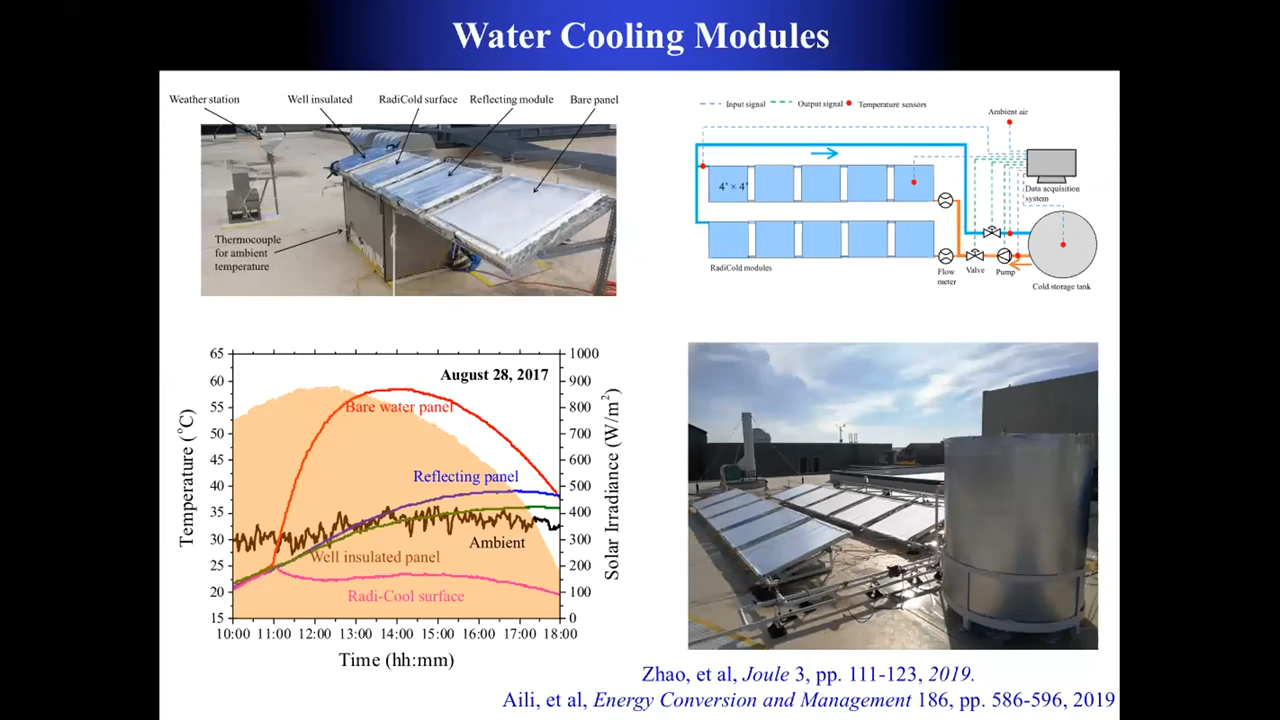 Water Cooling Modules
Weather station
Well insulated
RadiCold surface
Reflecting module
Bare panel
Thermocouple
for ambient
temperature
Input signal
Output signal
Temperature sensors
Ambient air
4' × 4'
Data acquisition
system
RadiCold modules
Flow
meter
Valve
Pump
Cold storage tank
August 28, 2017
Bare water panel
Reflecting panel
Ambient
Well insulated panel
Radi-Cool surface
Temperature (°C)
65
60
55
50
45
40
35
30
25
20
15
Solar Irradiance (W/m²)
1000
900
800
700
600
500
400
300
200
100
0
10:00 11:00 12:00 13:00 14:00 15:00 16:00 17:00 18:00
Time (hh:mm)
Zhao, et al, Joule 3, pp. 111-123, 2019.
Aili, et al, Energy Conversion and Management 186, pp. 586-596, 2019